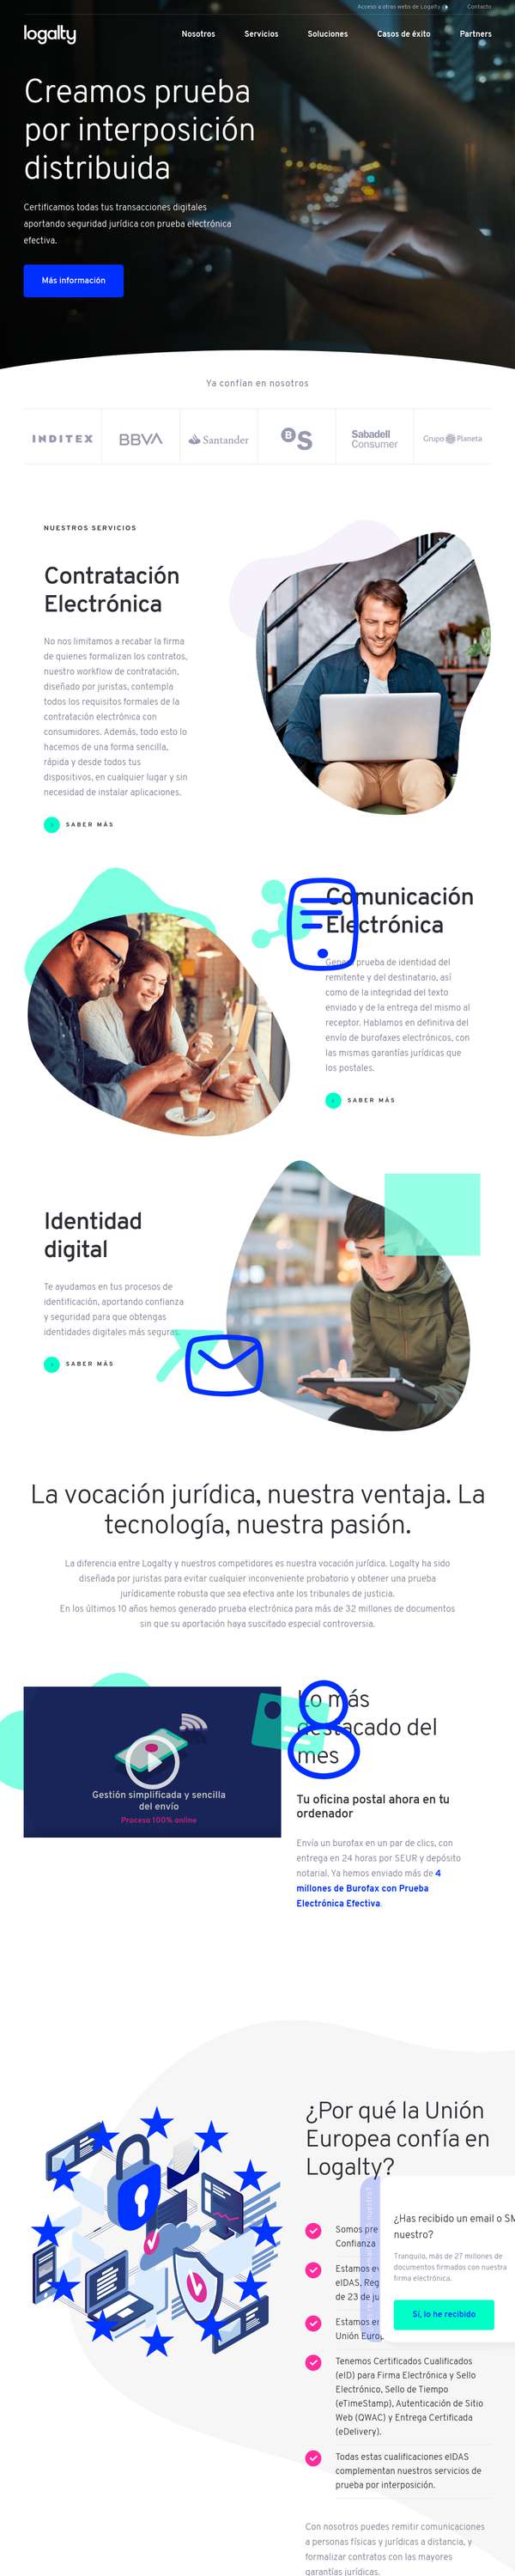 Acceso a otras webs de Logalty
Contacto
logalty
Nosotros
Servicios
Soluciones
Casos de éxito
Partners
Creamos prueba
por interposición
distribuida
Certificamos todas tus transacciones digitales
aportando seguridad jurídica con prueba electrónica
efectiva.
Más información
Ya confían en nosotros
INDITEX
BBVA
Santander
BS
Sabadell
Consumer
Grupo Planeta
NUESTROS SERVICIOS
Contratación
Electrónica
No nos limitamos a recabar la firma
de quienes formalizan los contratos,
nuestro workflow de contratación,
diseñado por juristas, contempla
todos los requisitos formales de la
contratación electrónica con
consumidores. Además, todo esto lo
hacemos de una forma sencilla,
rápida y desde todos tus
dispositivos, en cualquier lugar y sin
necesidad de instalar aplicaciones.
SABER MÁS
Comunicación
Electrónica
Genera prueba de identidad del
remitente y del destinatario, así
como de la integridad del texto
enviado y de la entrega del mismo al
receptor. Hablamos en definitiva del
envío de burofaxes electrónicos, con
las mismas garantías jurídicas que
los postales.
SABER MÁS
Identidad
digital
Te ayudamos en tus procesos de
identificación, aportando confianza
y seguridad para que obtengas
identidades digitales más seguras.
SABER MÁS
La vocación jurídica, nuestra ventaja. La
tecnología, nuestra pasión.
La diferencia entre Logalty y nuestros competidores es nuestra vocación jurídica. Logalty ha sido
diseñada por juristas para evitar cualquier inconveniente probatorio y obtener una prueba
jurídicamente robusta que sea efectiva ante los tribunales de justicia.
En los últimos 10 años hemos generado prueba electrónica para más de 32 millones de documentos
sin que su aportación haya suscitado especial controversia.
Gestión simplificada y sencilla
del envío
Proceso 100% online
Lo más
destacado del
mes
Tu oficina postal ahora en tu
ordenador
Envía un burofax en un par de clics, con
entrega en 24 horas por SEUR y depósito
notarial. Ya hemos enviado más de 4
millones de Burofax con Prueba
Electrónica Efectiva.
¿Por qué la Unión
Europea confía en
Logalty?
Somos pre
Confianza
Estamos ev
eIDAS, Reg
de 23 de ju
Estamos en
Unión Euro
¿Has recibido un email o SM
nuestro?
Tranquilo, más de 27 millones de
documentos firmados con nuestra
firma electrónica.
Sí, lo he recibido
Tenemos Certificados Cualificados
(eID) para Firma Electrónica y Sello
Electrónico, Sello de Tiempo
(eTimeStamp), Autenticación de Sitio
Web (QWAC) y Entrega Certificada
(eDelivery).
Todas estas cualificaciones eIDAS
complementan nuestros servicios de
prueba por interposición.
Con nosotros puedes remitir comunicaciones
a personas físicas y jurídicas a distancia, y
formalizar contratos con las mayores
garantías jurídicas.